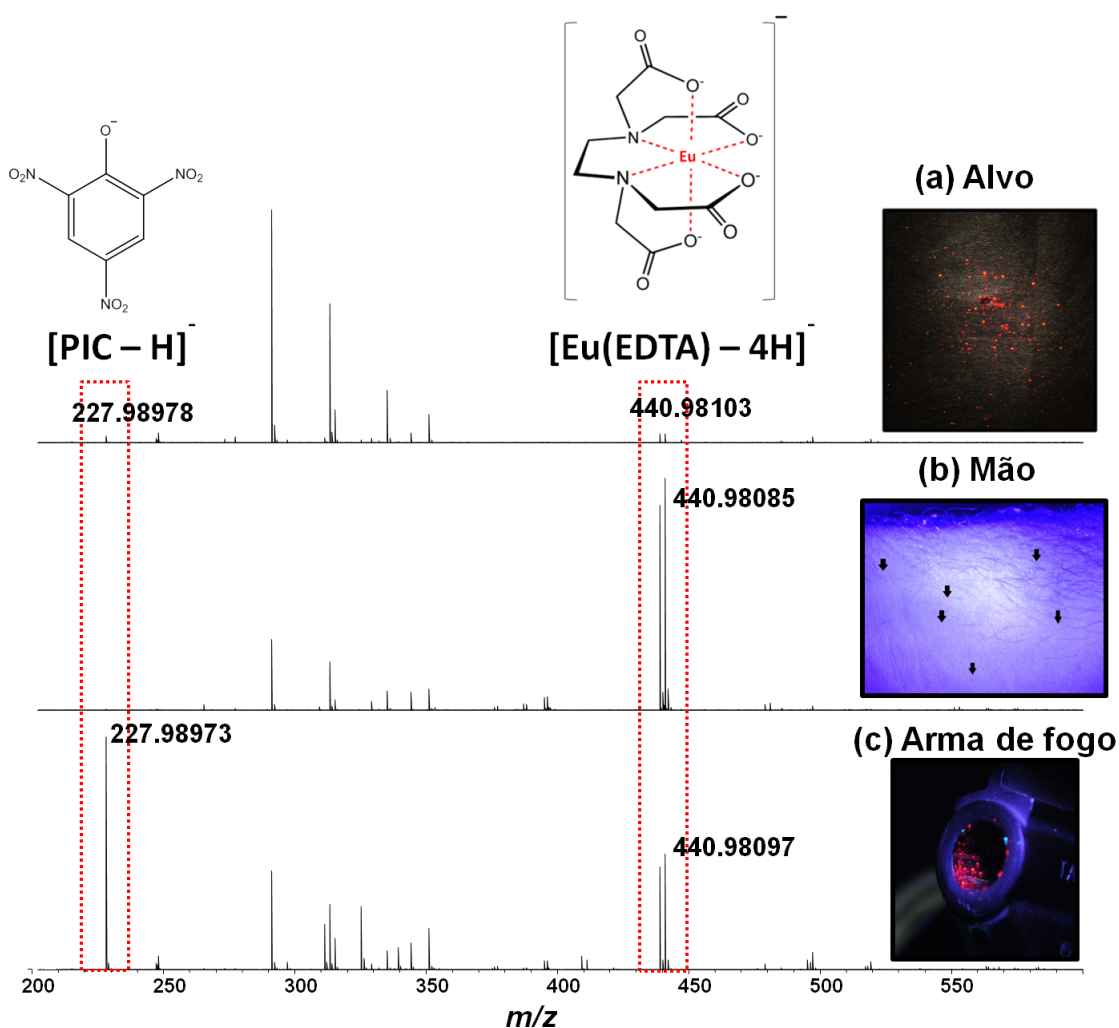 O⁻
O₂N
NO₂
NO₂
[PIC – H]⁻
O
O
O⁻
N
O⁻
Eu
N
O⁻
O⁻
O
O
–
[Eu(EDTA) – 4H]⁻
(a) Alvo
227.98978
440.98103
(b) Mão
440.98085
227.98973
(c) Arma de fogo
440.98097
TA
200
250
300
350
400
450
500
550
m/z